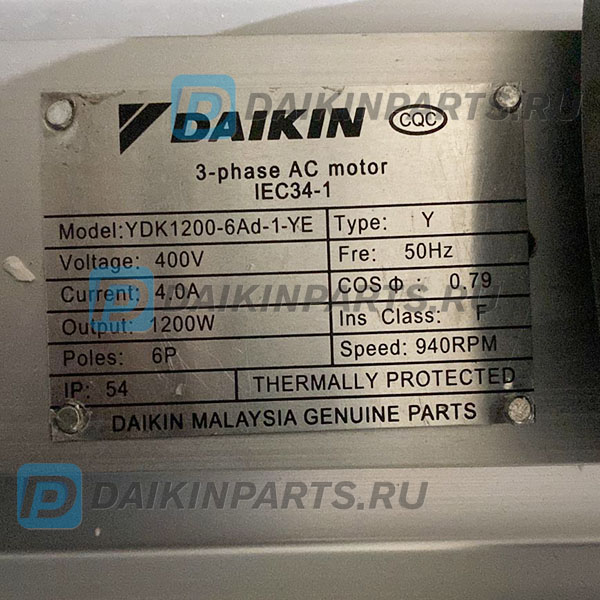 DAIKIN CQC
3-phase AC motor
IEC34-1
Model:YDK1200-6Ad-1-YE Type: Y
Voltage: 400V Fre: 50Hz
Current: 4.0A COSΦ: 0.79
Output: 1200W Ins Class: F
Poles: 6P Speed: 940RPM
IP: 54 THERMALLY PROTECTED
DAIKIN MALAYSIA GENUINE PARTS
DAIKINPARTS.RU
DAIKINPARTS.RU
DAIKINPARTS.RU